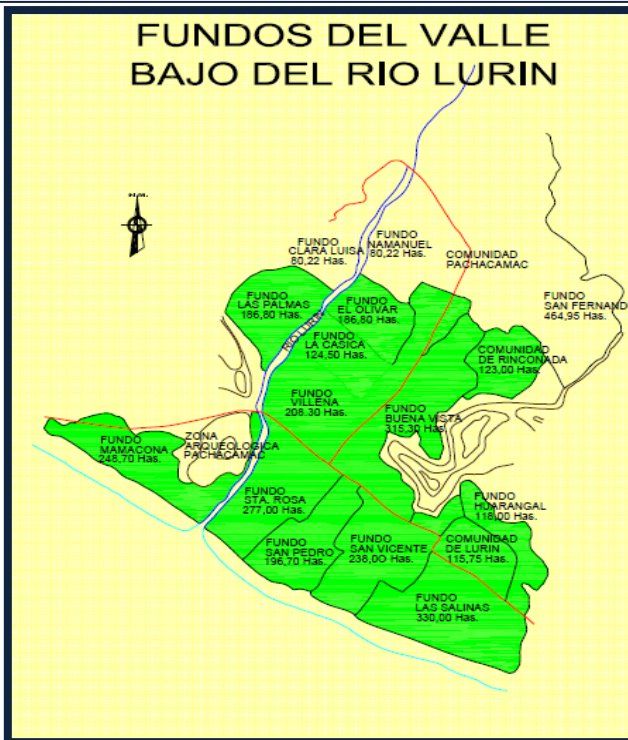 FUNDOS DEL VALLE
BAJO DEL RIO LURIN
FUNDO
CLARA LUISA
80,22 Has.
FUNDO
NAMANUEL
80,22 Has.
COMUNIDAD
PACHACAMAC
FUNDO
SAN FERNAND
464,95 Has.
FUNDO
LAS PALMAS
186,80 Has.
FUNDO
EL OLIVAR
186,80 Has.
RIO LURIN
FUNDO
LA CASICA
124,50 Has.
COMUNIDAD
DE RINCONADA
123,00 Has.
FUNDO
VILLENA
208.30 Has.
FUNDO
BUENA VISTA
315,30 Has.
FUNDO
MAMACONA
248,70 Has.
ZONA
ARQUEOLOGICA
PACHACAMAC
FUNDO
STA. ROSA
277,00 Has.
FUNDO
HUARANGAL
118,00 Has.
FUNDO
SAN PEDRO
196,70 Has.
FUNDO
SAN VICENTE
238,00 Has.
COMUNIDAD
DE LURIN
115,75 Has.
FUNDO
LAS SALINAS
330,00 Has.